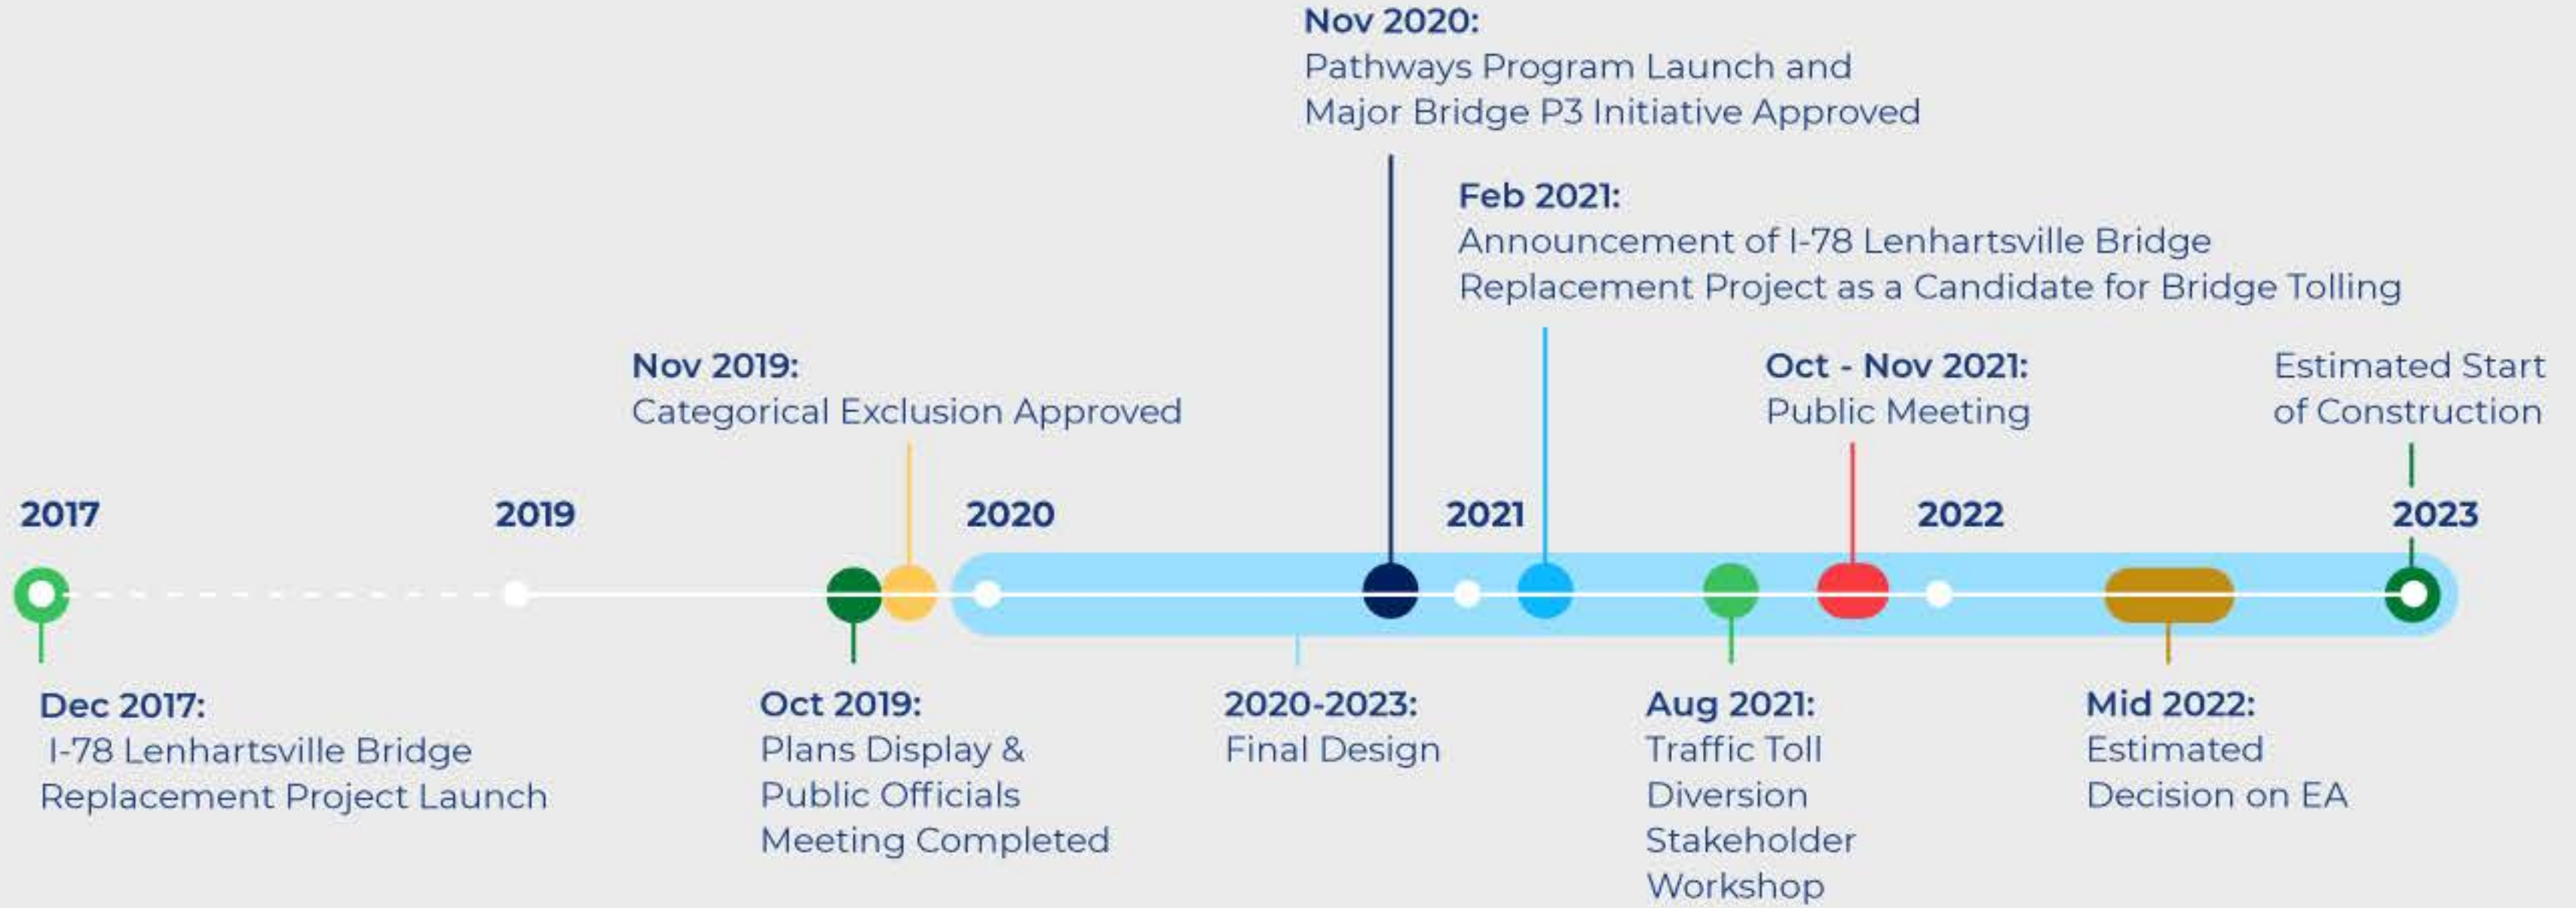 Nov 2020:
Pathways Program Launch and
Major Bridge P3 Initiative Approved
Feb 2021:
Announcement of I-78 Lenhartsville Bridge
Replacement Project as a Candidate for Bridge Tolling
Nov 2019:
Categorical Exclusion Approved
Oct - Nov 2021:
Public Meeting
Estimated Start
of Construction
2017
2019
2020
2021
2022
2023
Dec 2017:
I-78 Lenhartsville Bridge
Replacement Project Launch
Oct 2019:
Plans Display &
Public Officials
Meeting Completed
2020-2023:
Final Design
Aug 2021:
Traffic Toll
Diversion
Stakeholder
Workshop
Mid 2022:
Estimated
Decision on EA